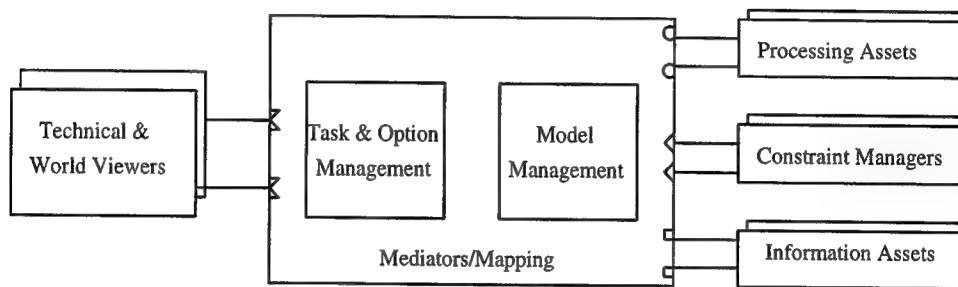 Technical &
World Viewers
Task & Option
Management
Model
Management
Mediators/Mapping
Processing Assets
Constraint Managers
Information Assets